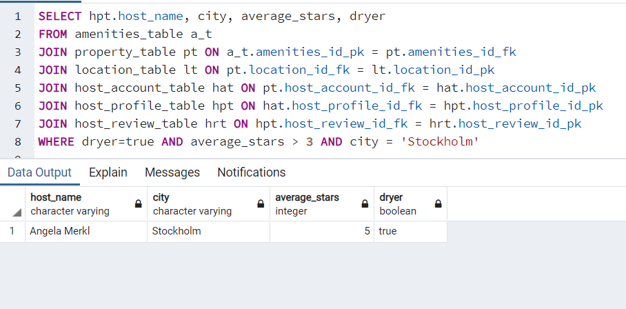 1 SELECT hpt.host_name, city, average_stars, dryer
2 FROM amenities_table a_t
3 JOIN property_table pt ON a_t.amenities_id_pk = pt.amenities_id_fk
4 JOIN location_table lt ON pt.location_id_fk = lt.location_id_pk
5 JOIN host_account_table hat ON pt.host_account_id_fk = hat.host_account_id_pk
6 JOIN host_profile_table hpt ON hat.host_profile_id_fk = hpt.host_profile_id_pk
7 JOIN host_review_table hrt ON hpt.host_review_id_fk = hrt.host_review_id_pk
8 WHERE dryer=true AND average_stars > 3 AND city = 'Stockholm'
Data Output Explain Messages Notifications
host_name city average_stars dryer
character varying character varying integer boolean
1 Angela Merkl Stockholm 5 true